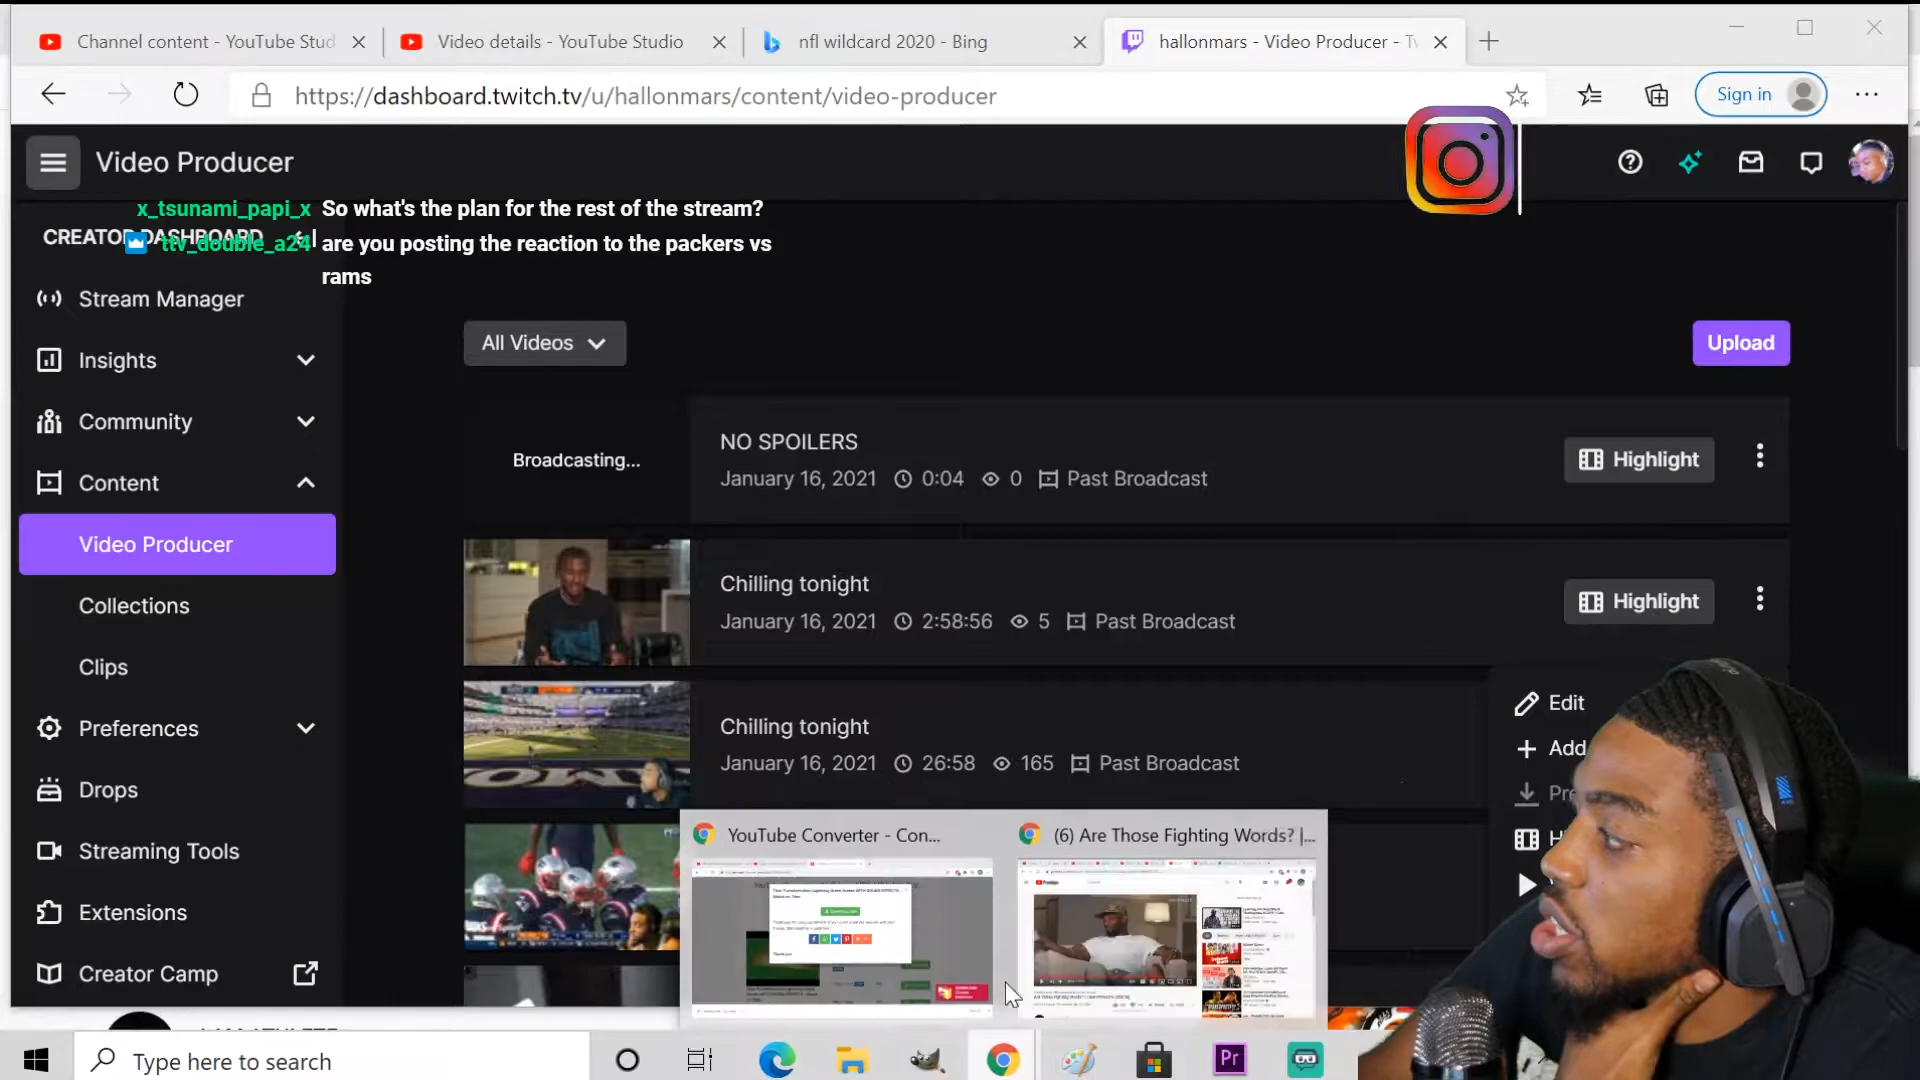 Channel content - YouTube Stud
Video details - YouTube Studio
nfl wildcard 2020 - Bing
hallonmars - Video Producer - Tw
https://dashboard.twitch.tv/u/hallonmars/content/video-producer
Sign in
Video Producer
x_tsunami_papi_x So what's the plan for the rest of the stream?
CREATOR DASHBOARD
ttv_double_a24 are you posting the reaction to the packers vs
rams
Stream Manager
Insights
Community
Content
Video Producer
Collections
Clips
Preferences
Drops
Streaming Tools
Extensions
Creator Camp
All Videos
Upload
Broadcasting...
NO SPOILERS
January 16, 2021 0:04 0 Past Broadcast
Highlight
Chilling tonight
January 16, 2021 2:58:56 5 Past Broadcast
Highlight
Chilling tonight
January 16, 2021 26:58 165 Past Broadcast
Edit
Add
YouTube Converter - Con...
(6) Are Those Fighting Words? |...
Type here to search
Pr